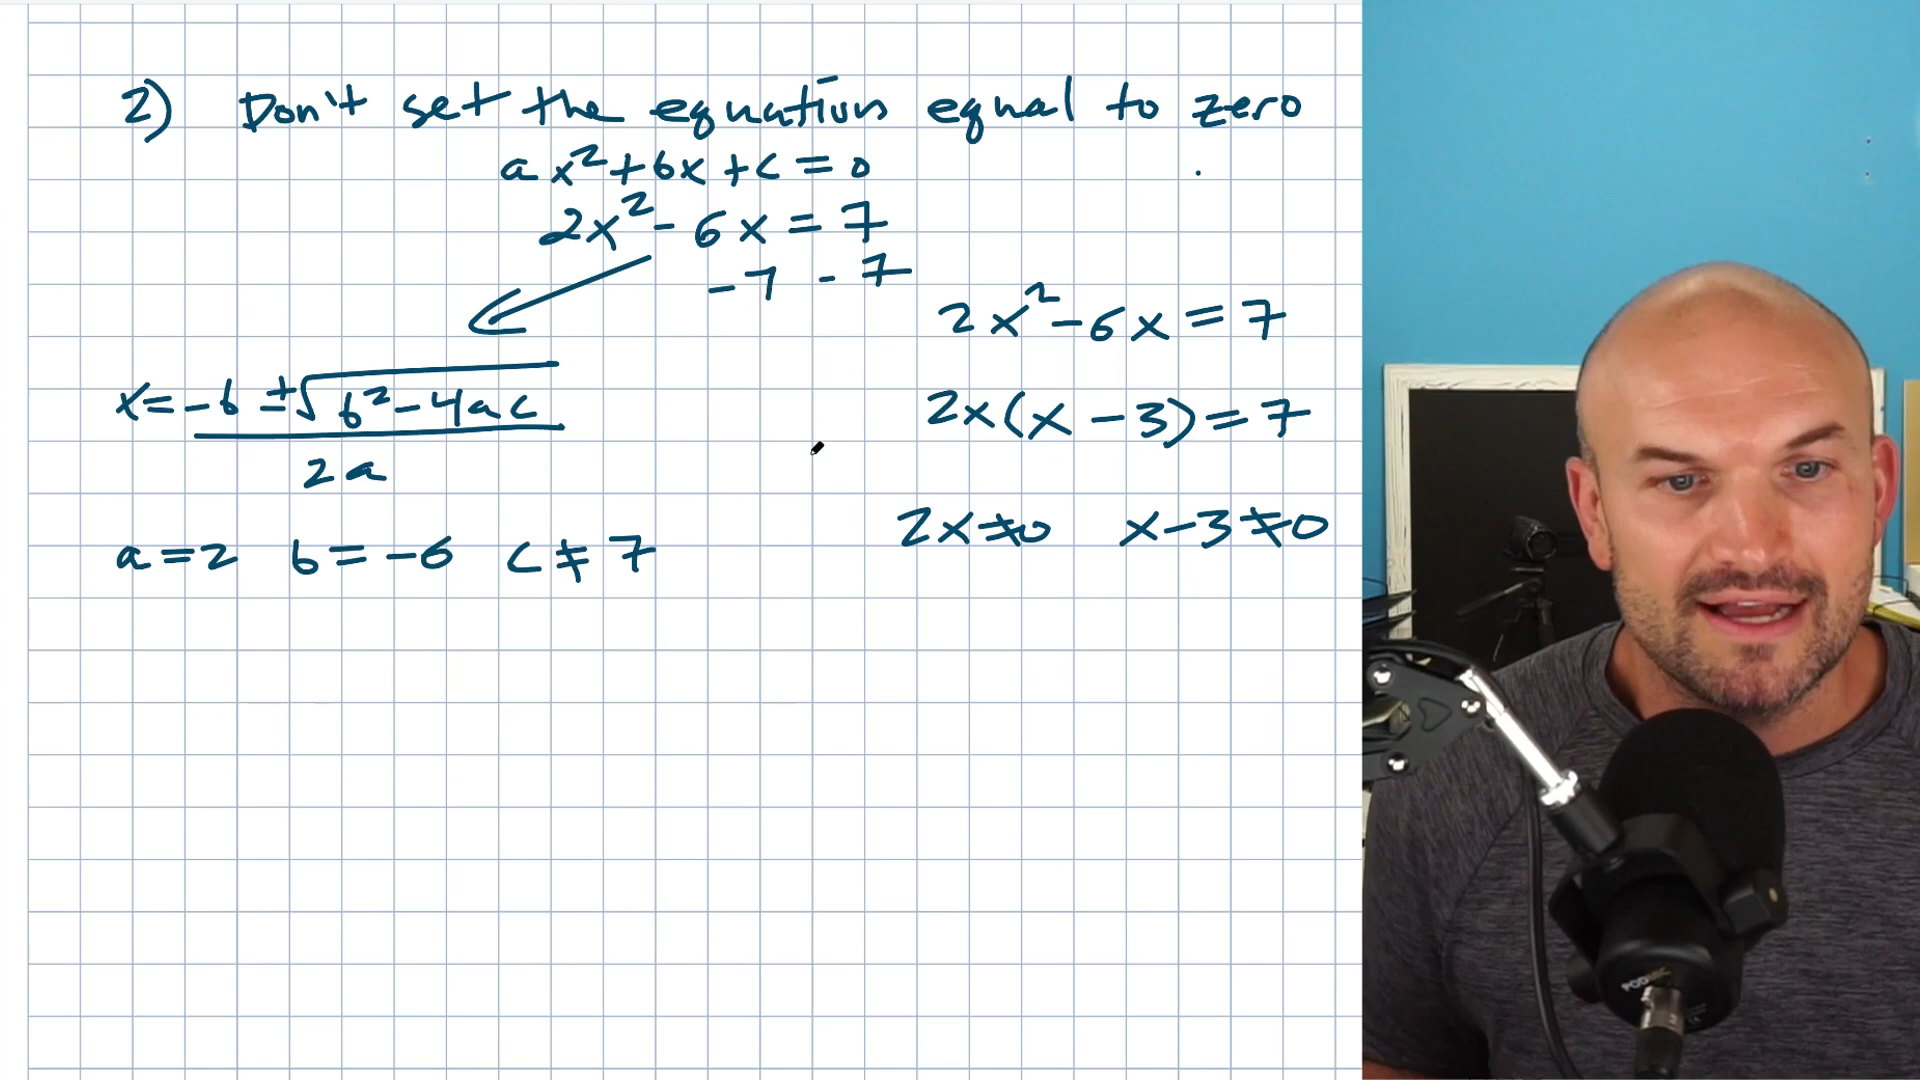 2) Don't set the equation equal to zero
ax² + bx + c = 0
2x² - 6x = 7
-7 - 7
x = -b ± √b² - 4ac
2a
a = 2 b = -6 c ≠ 7
2x² - 6x = 7
2x(x - 3) = 7
2x ≠ 0 x - 3 ≠ 0